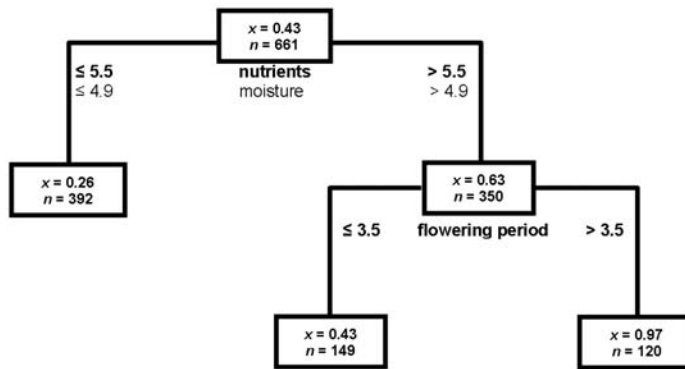 x = 0.43
n = 661
≤ 5.5
nutrients
> 5.5
≤ 4.9
moisture
> 4.9
x = 0.26
n = 392
x = 0.63
n = 350
≤ 3.5
flowering period
> 3.5
x = 0.43
n = 149
x = 0.97
n = 120